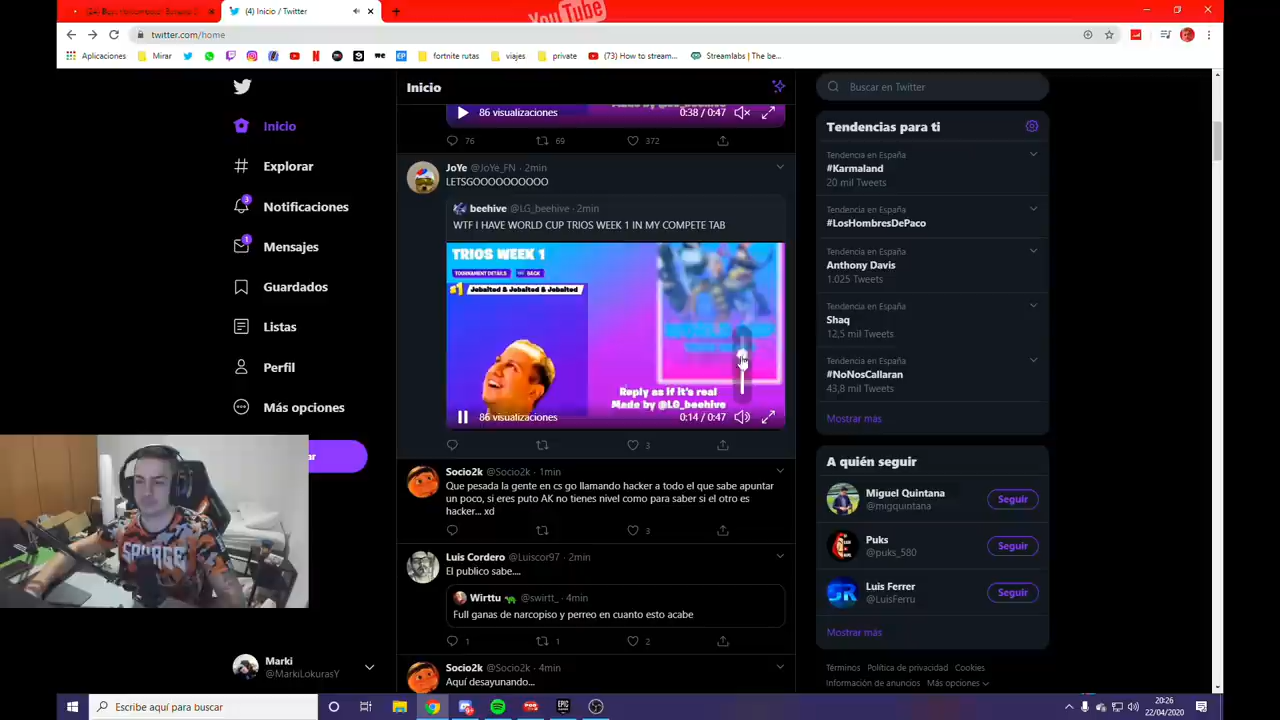 YouTube
(4) Inicio / Twitter
twitter.com/home
Aplicaciones
Mirar
fortnite rutas
viajes
private
(73) How to stream...
Streamlabs | The be...
Inicio
Explorar
Notificaciones
3
Mensajes
1
Guardados
Listas
Perfil
Más opciones
ar
Marki
@MarkiLokurasY
Inicio
86 visualizaciones
0:38 / 0:47
76
69
372
JoYe @JoYe_FN · 2min
LETSGOOOOOOOOOO
beehive @LG_beehive · 2min
WTF I HAVE WORLD CUP TRIOS WEEK 1 IN MY COMPETE TAB
TRIOS WEEK 1
TOURNAMENT DETAILS
BACK
#1 Jebaited & Jebaited & Jebaited
Reply as if it's real
Made by @LG_beehive
86 visualizaciones
0:14 / 0:47
3
Socio2k @Socio2k · 1min
Que pesada la gente en cs go llamando hacker a todo el que sabe apuntar
un poco, si eres puto AK no tienes nivel como para saber si el otro es
hacker... xd
3
Luis Cordero @Luiscor97 · 2min
El publico sabe....
Wirttu @swirtt_ · 4min
Full ganas de narcopiso y perreo en cuanto esto acabe
1
1
2
Socio2k @Socio2k · 4min
Aquí desayunando...
Buscar en Twitter
Tendencias para ti
Tendencia en España
#Karmaland
20 mil Tweets
Tendencia en España
#LosHombresDePaco
Tendencia en España
Anthony Davis
1.025 Tweets
Tendencia en España
Shaq
12,5 mil Tweets
Tendencia en España
#NoNosCallaran
43,8 mil Tweets
Mostrar más
A quién seguir
Miguel Quintana
@migquintana
Seguir
Puks
@puks_580
Seguir
Luis Ferrer
@LuisFerru
Seguir
Mostrar más
Términos Política de privacidad Cookies
Información de anuncios Más opciones
SAVAGE
Escribe aquí para buscar
20:26
22/04/2020